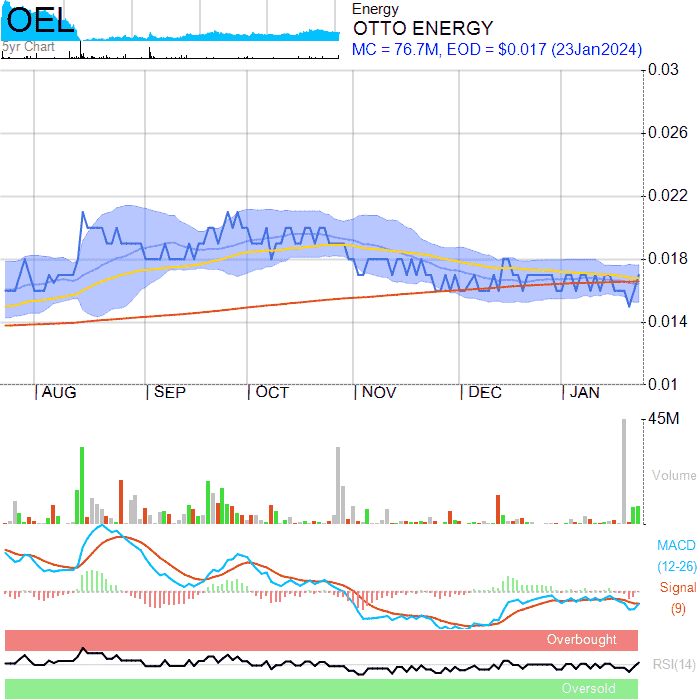 OEL
5yr Chart
Energy
OTTO ENERGY
MC = 76.7M, EOD = $0.017 (23Jan2024)
0.03
0.026
0.022
0.018
0.014
0.01
AUG SEP OCT NOV DEC JAN
45M
Volume
MACD
(12-26)
Signal
(9)
Overbought
RSI(14)
Oversold